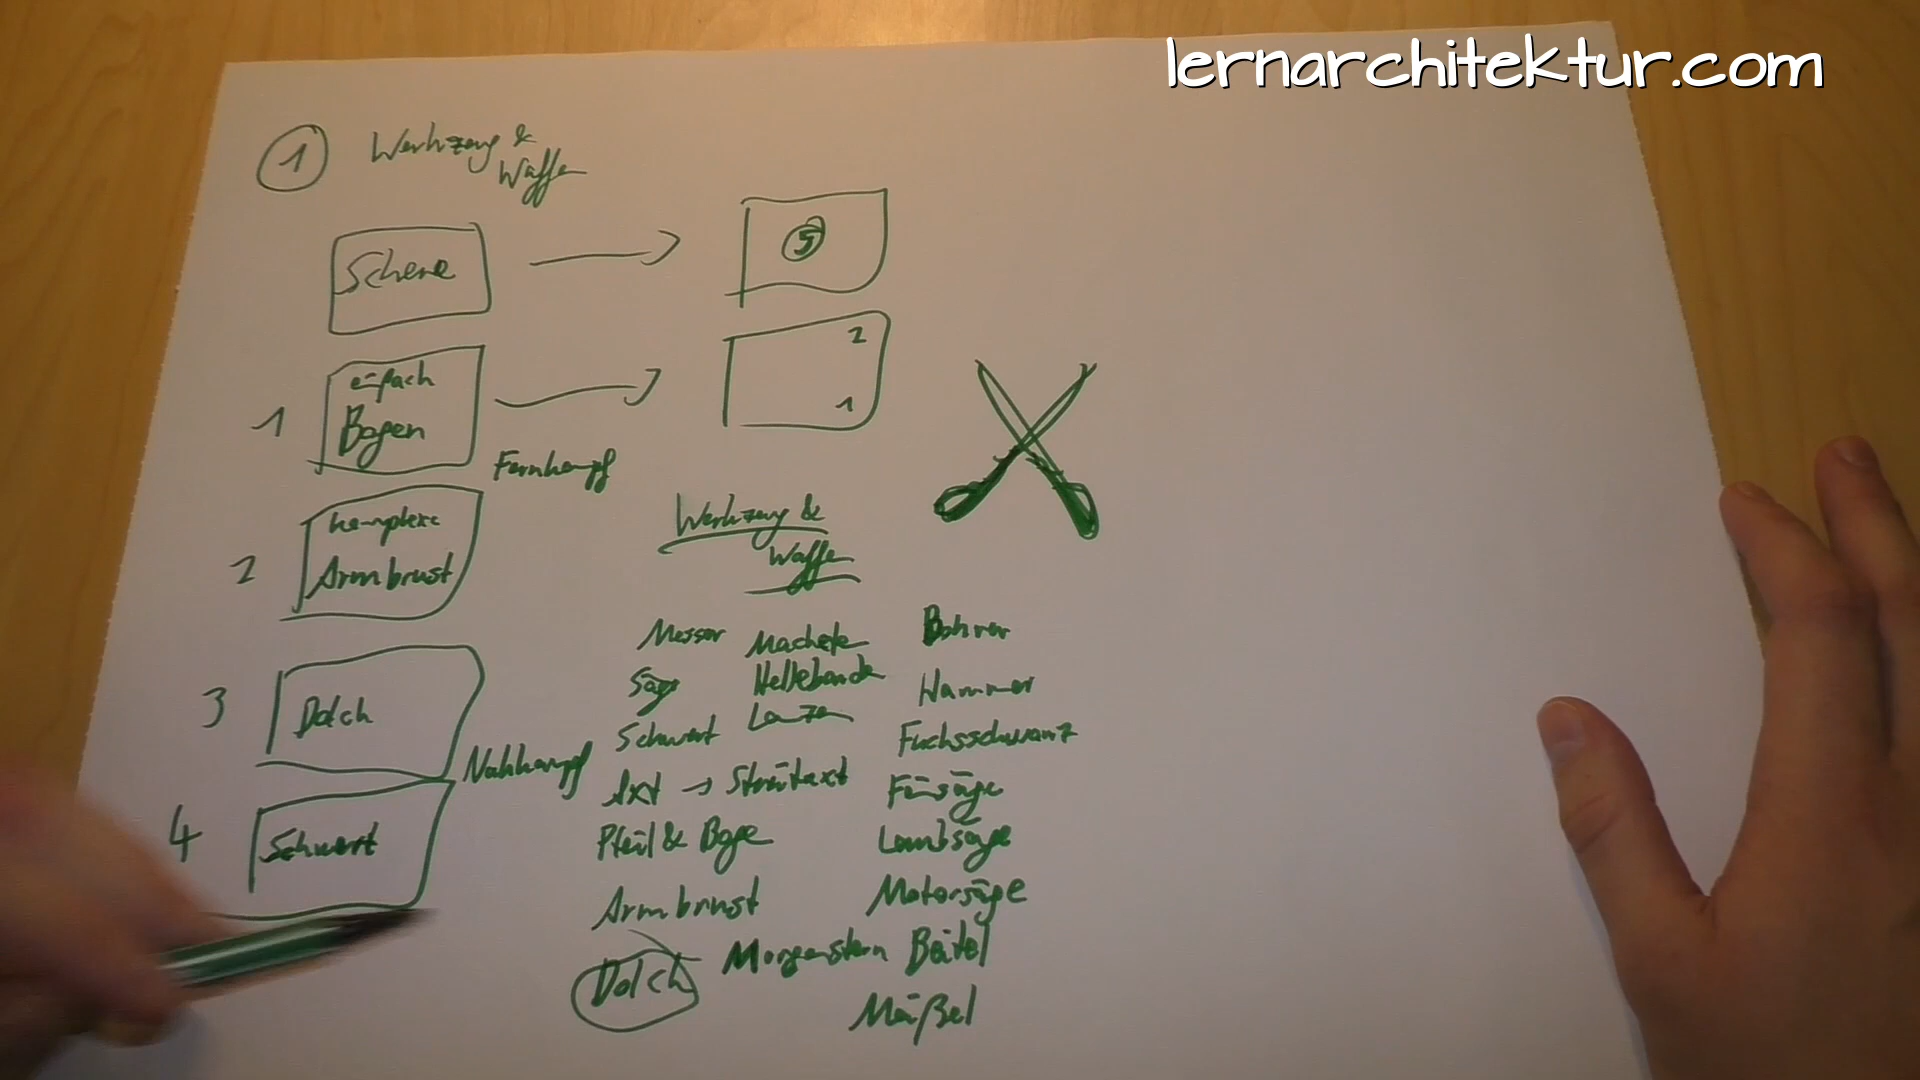 lernarchitektur.com
1 Werkzeug &
Waffe
Schere
5
1 einfach
Bogen
2
1
Fernkampf
2 komplexe
Armbrust
3 Dolch
Nahkampf
4 Schwert
Werkzeug &
Waffe
Messer
Säge
Schwert
Axt → Streitaxt
Pfeil & Boge
Armbrust
Dolch
Machete
Hellebarde
Lanze
Morgenstern
Bohrer
Hammer
Fuchsschwanz
Feinsäge
Laubsäge
Motorsäge
Beitel
Meißel